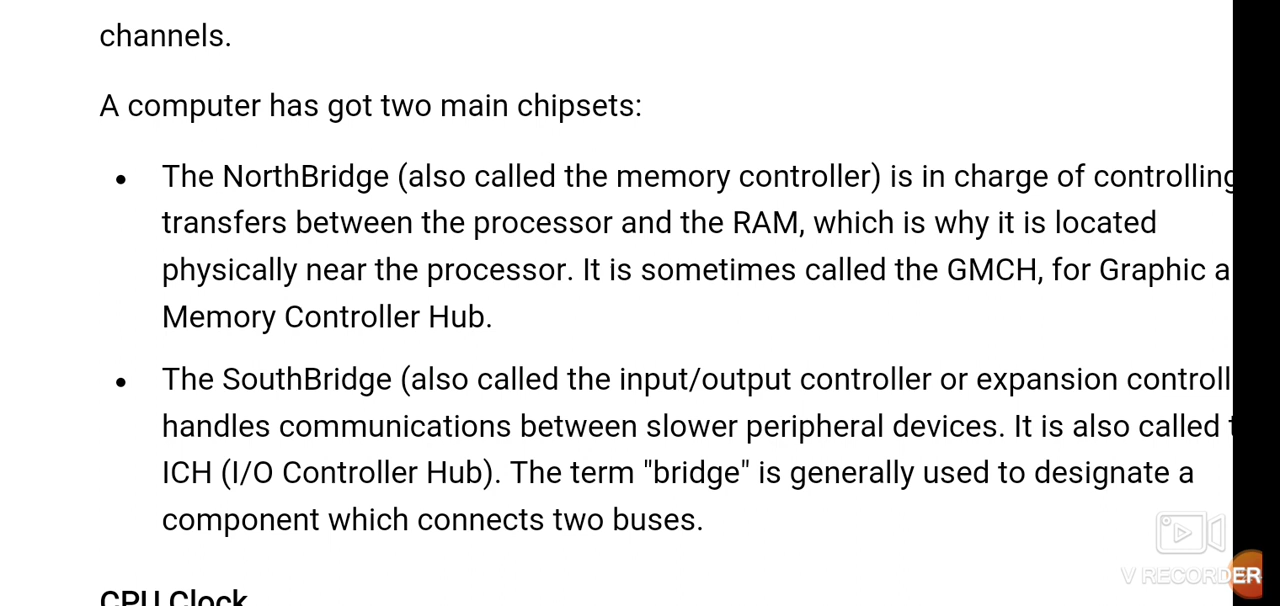 channels.
A computer has got two main chipsets:
• The NorthBridge (also called the memory controller) is in charge of controlling
transfers between the processor and the RAM, which is why it is located
physically near the processor. It is sometimes called the GMCH, for Graphic a
Memory Controller Hub.
• The SouthBridge (also called the input/output controller or expansion controll
handles communications between slower peripheral devices. It is also called t
ICH (I/O Controller Hub). The term "bridge" is generally used to designate a
component which connects two buses.
CPU Clock
V RECORDER